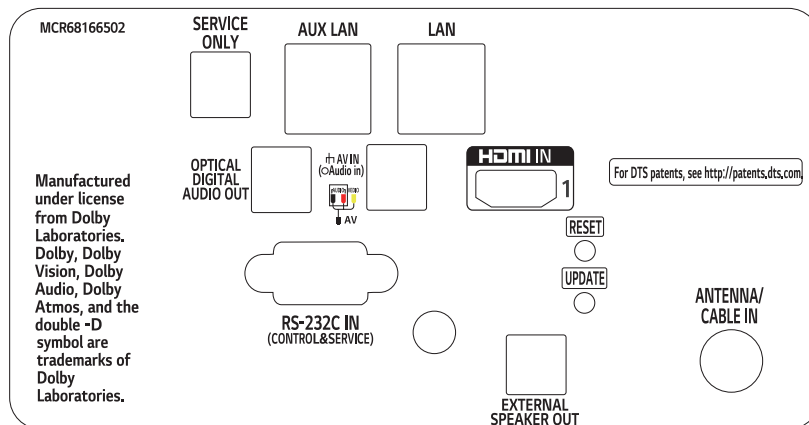 MCR68166502
SERVICE
ONLY
AUX LAN
LAN
OPTICAL
DIGITAL
AUDIO OUT
AV IN
(Audio in)
AUDIO
VIDEO
AV
HDMI IN
1
For DTS patents, see http://patents.dts.com.
Manufactured
under license
from Dolby
Laboratories.
Dolby, Dolby
Vision, Dolby
Audio, Dolby
Atmos, and the
double -D
symbol are
trademarks of
Dolby
Laboratories.
RESET
UPDATE
RS-232C IN
(CONTROL&SERVICE)
ANTENNA/
CABLE IN
EXTERNAL
SPEAKER OUT